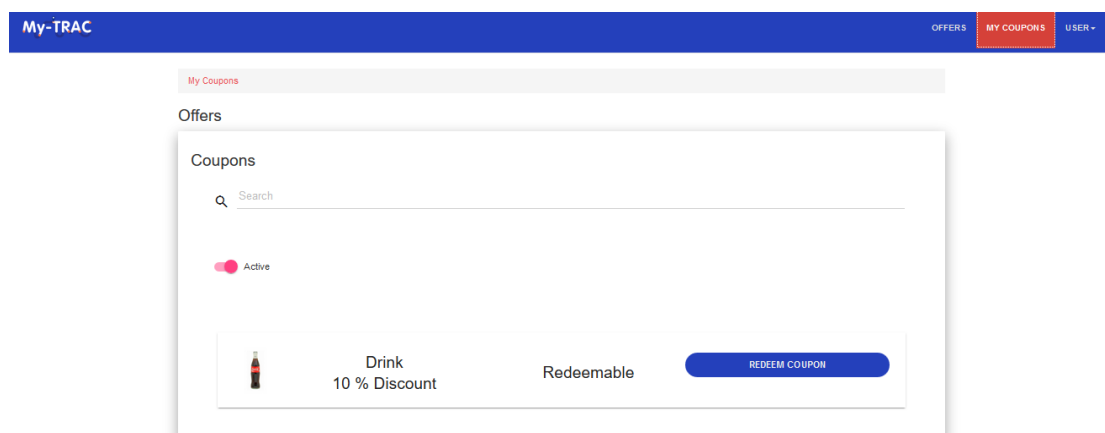 My-TRAC
OFFERS MY COUPONS USER
My Coupons
Offers
Coupons
Search
Active
Drink
10 % Discount
Redeemable
REDEEM COUPON